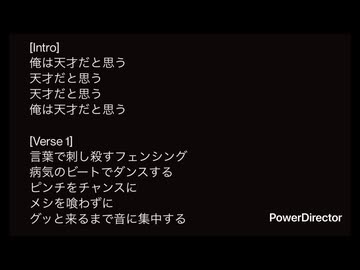 [Intro]
俺は天才だと思う
天才だと思う
天才だと思う
俺は天才だと思う
[Verse 1]
言葉で刺し殺すフェンシング
病気のビートでダンスする
ピンチをチャンスに
メシを喰わずに
グッと来るまで音に集中する
PowerDirector